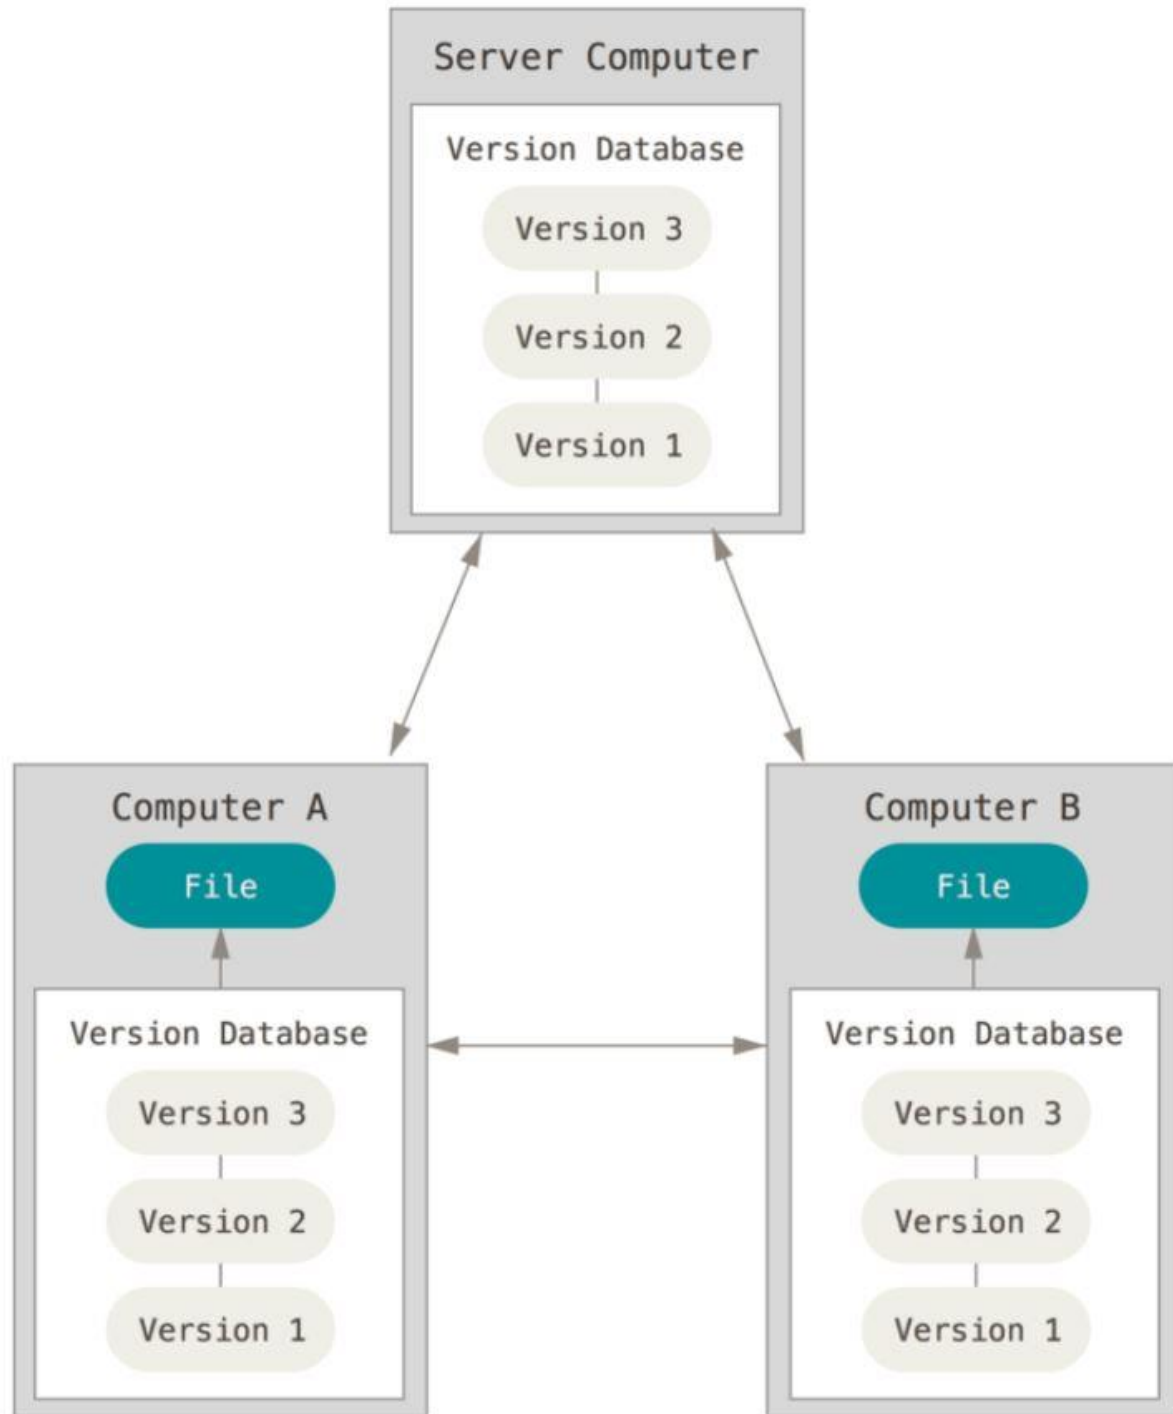 Server Computer
Version Database
Version 3
Version 2
Version 1
Computer A
File
Version Database
Version 3
Version 2
Version 1
Computer B
File
Version Database
Version 3
Version 2
Version 1